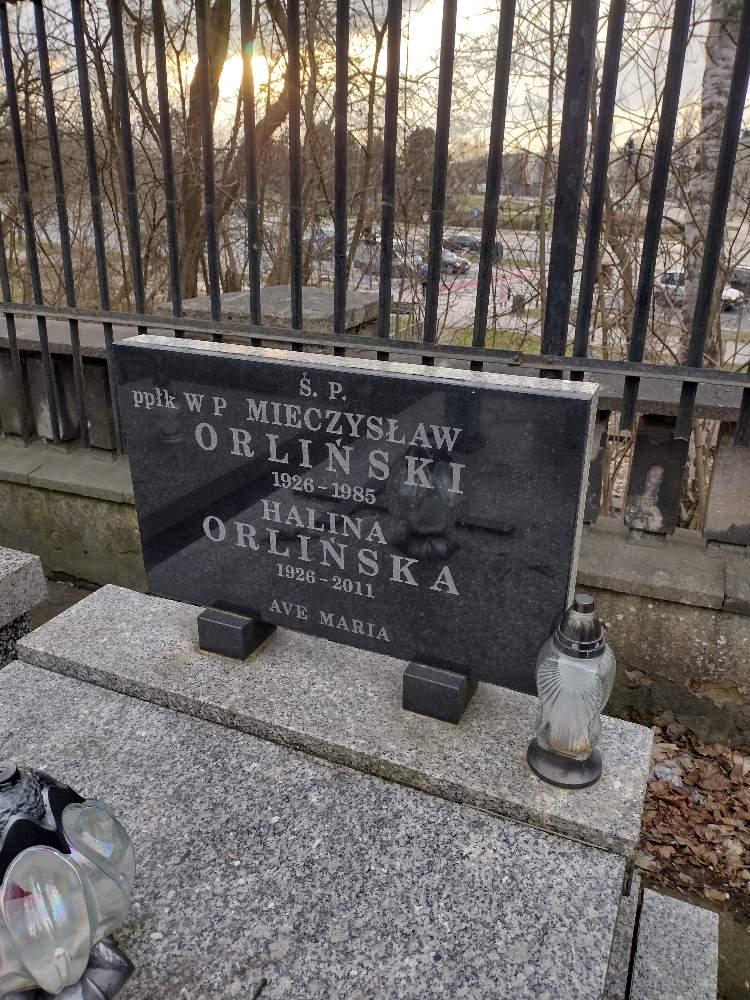 Ś. P.
ppłk W P MIECZYSŁAW
ORLIŃSKI
1926 - 1985
HALINA
ORLIŃSKA
1926 - 2011
AVE MARIA